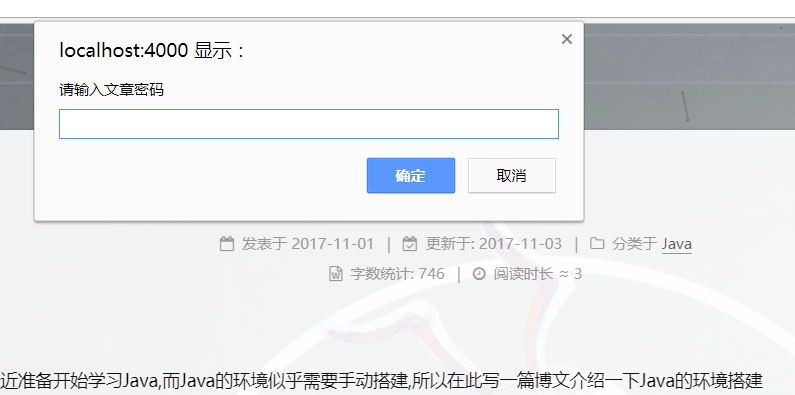 localhost:4000 显示：
请输入文章密码
确定 取消
发表于 2017-11-01 | 更新于: 2017-11-03 | 分类于 Java
字数统计: 746 | 阅读时长 ≈ 3
近准备开始学习Java,而Java的环境似乎需要手动搭建,所以在此写一篇博文介绍一下Java的环境搭建